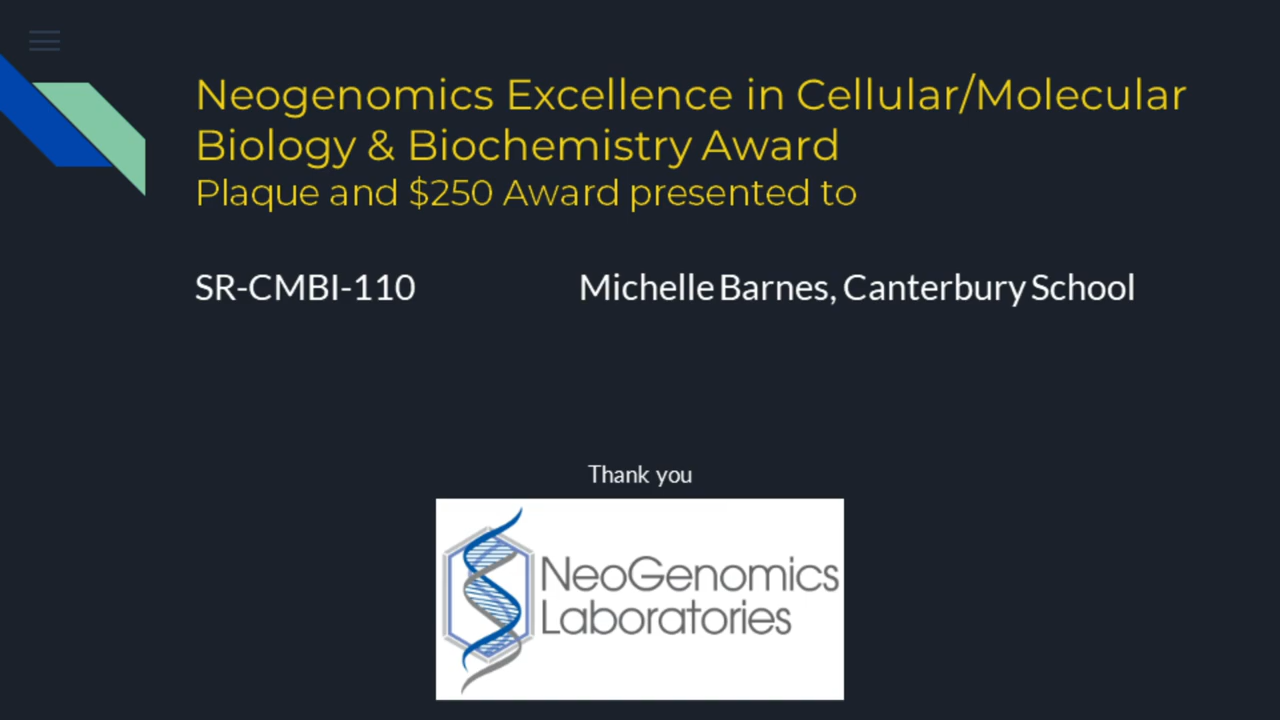 Neogenomics Excellence in Cellular/Molecular
Biology & Biochemistry Award
Plaque and $250 Award presented to
SR-CMBI-110 Michelle Barnes, Canterbury School
Thank you
NeoGenomics
Laboratories